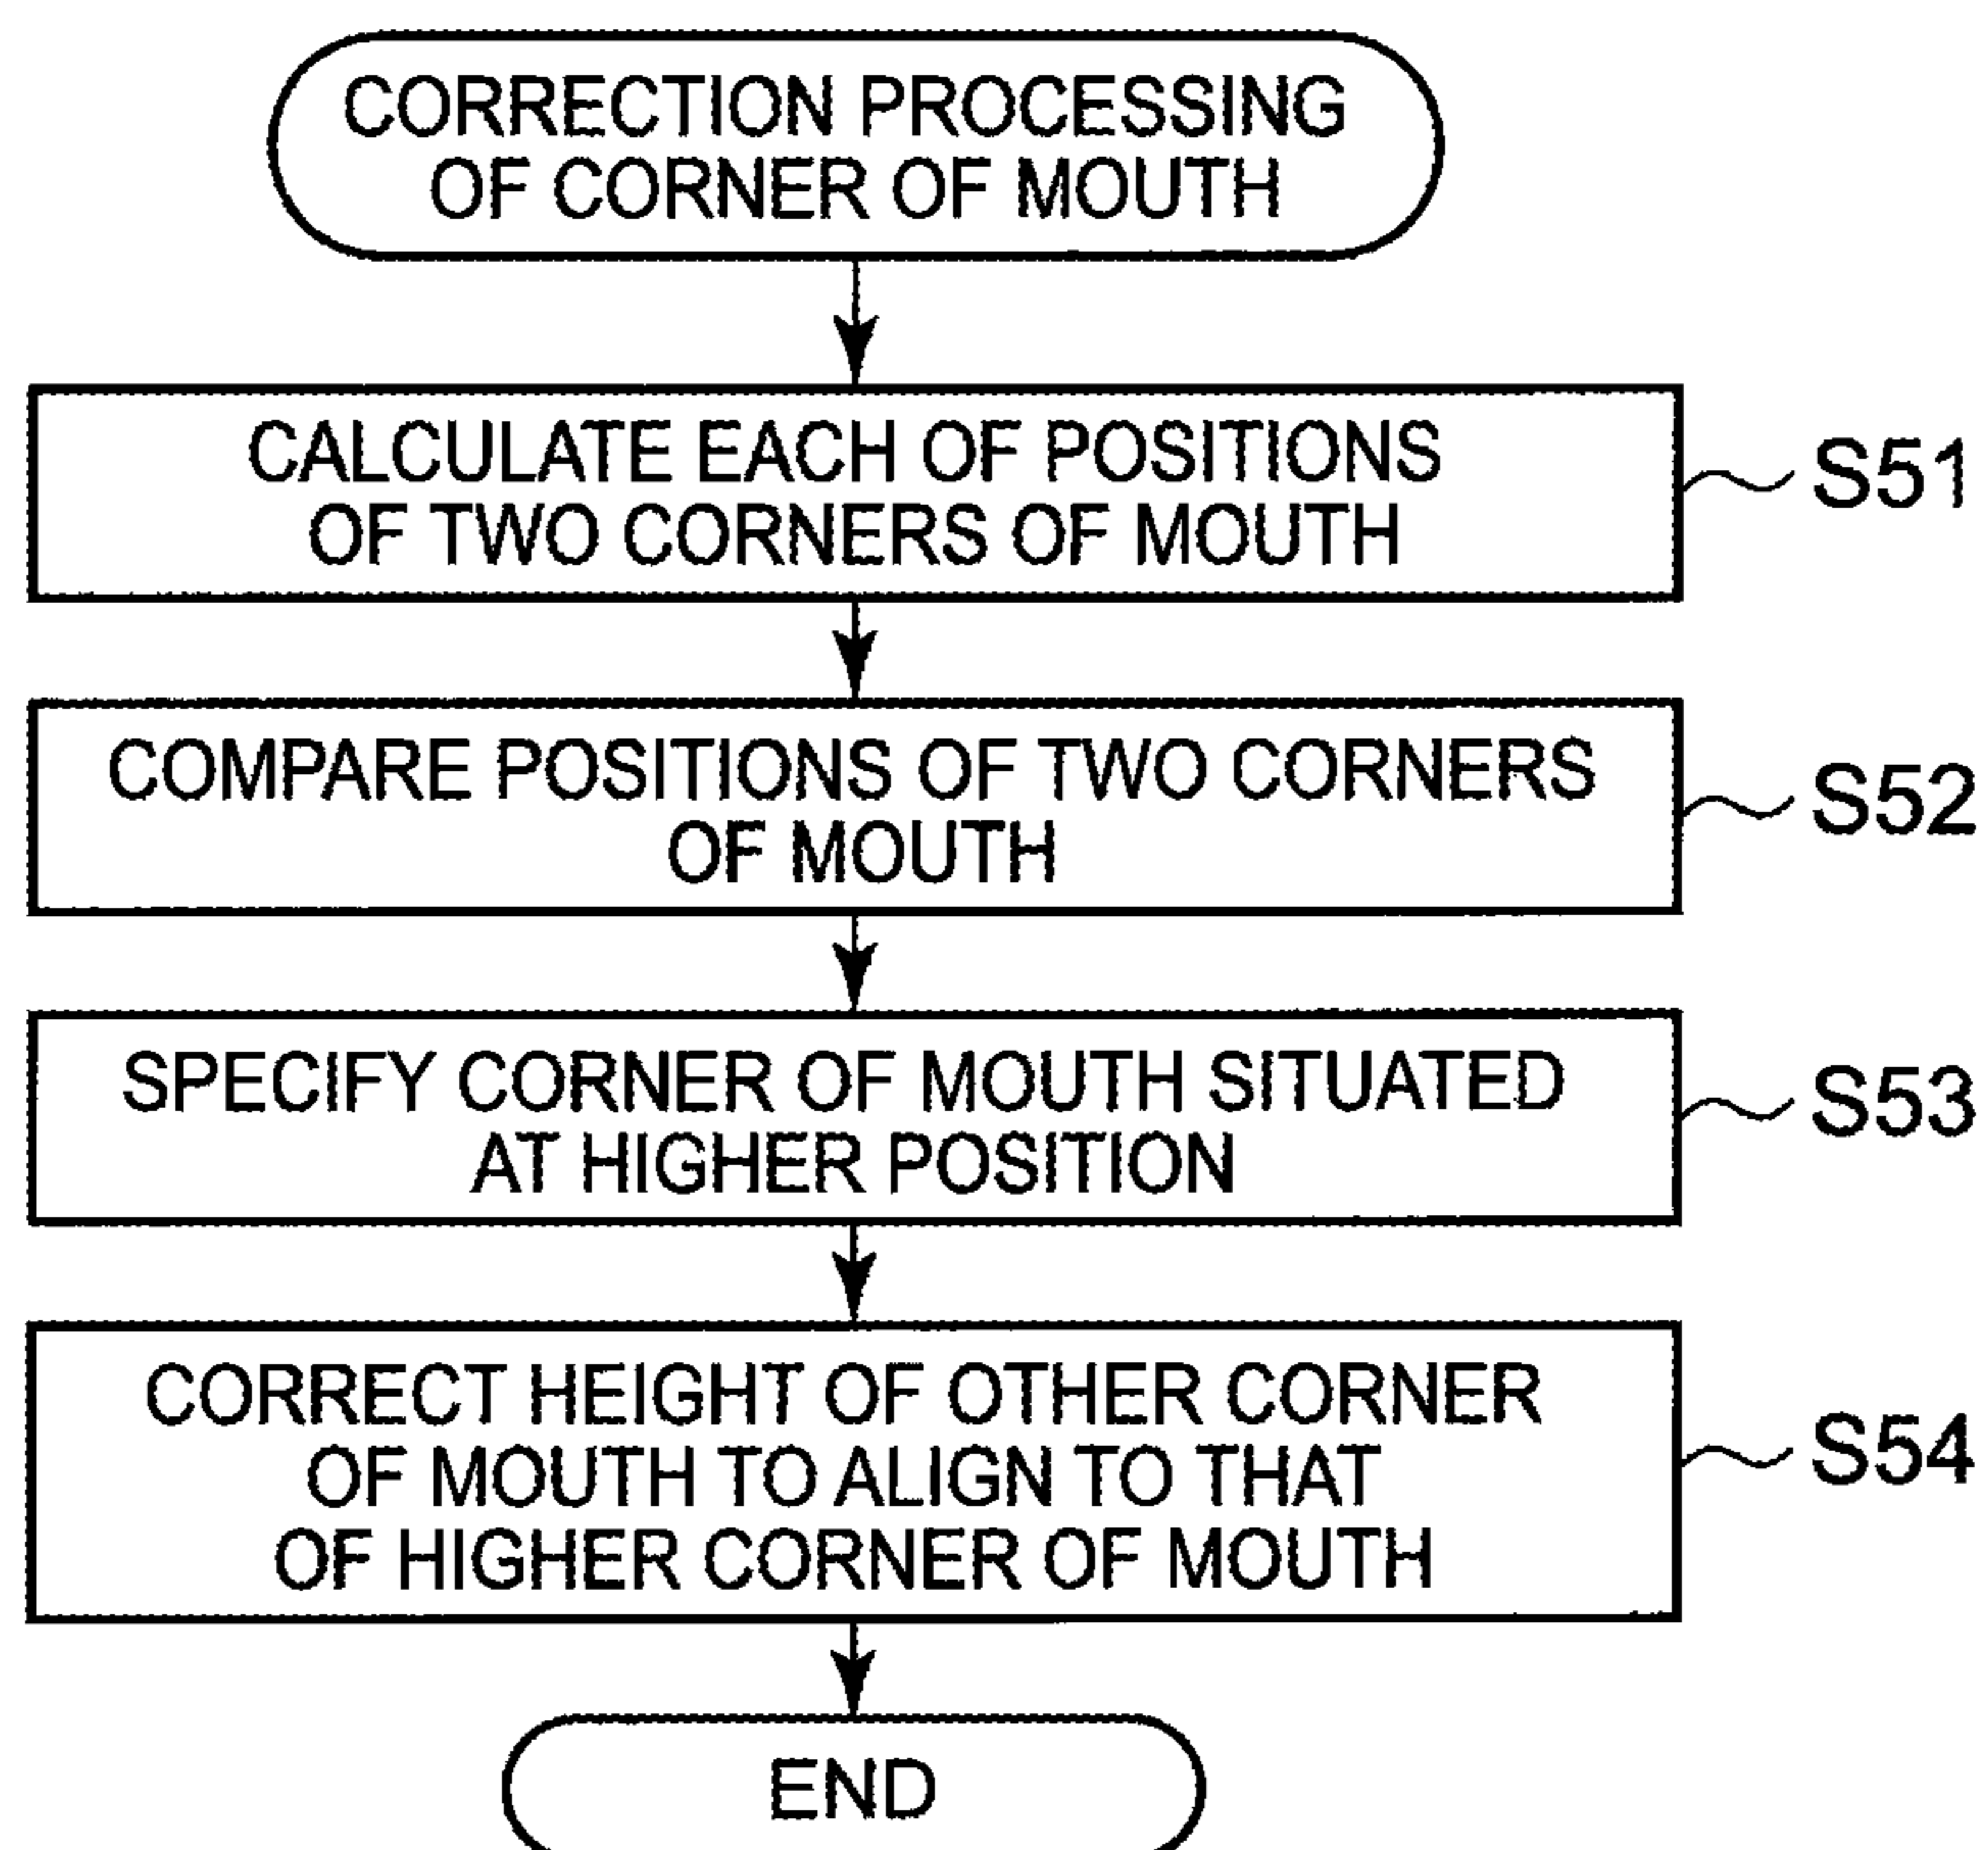 CORRECTION PROCESSING
OF CORNER OF MOUTH
CALCULATE EACH OF POSITIONS
OF TWO CORNERS OF MOUTH
S51
COMPARE POSITIONS OF TWO CORNERS
OF MOUTH
S52
SPECIFY CORNER OF MOUTH SITUATED
AT HIGHER POSITION
S53
CORRECT HEIGHT OF OTHER CORNER
OF MOUTH TO ALIGN TO THAT
OF HIGHER CORNER OF MOUTH
S54
END